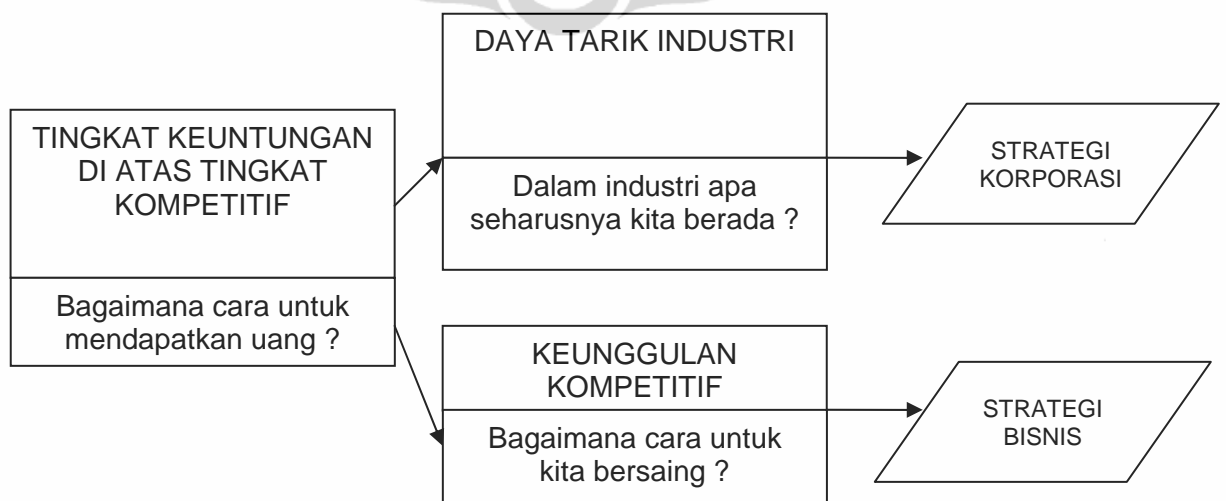 DAYA TARIK INDUSTRI
Dalam industri apa
seharusnya kita berada ?
TINGKAT KEUNTUNGAN
DI ATAS TINGKAT
KOMPETITIF
Bagaimana cara untuk
mendapatkan uang ?
STRATEGI
KORPORASI
KEUNGGULAN
KOMPETITIF
Bagaimana cara untuk
kita bersaing ?
STRATEGI
BISNIS